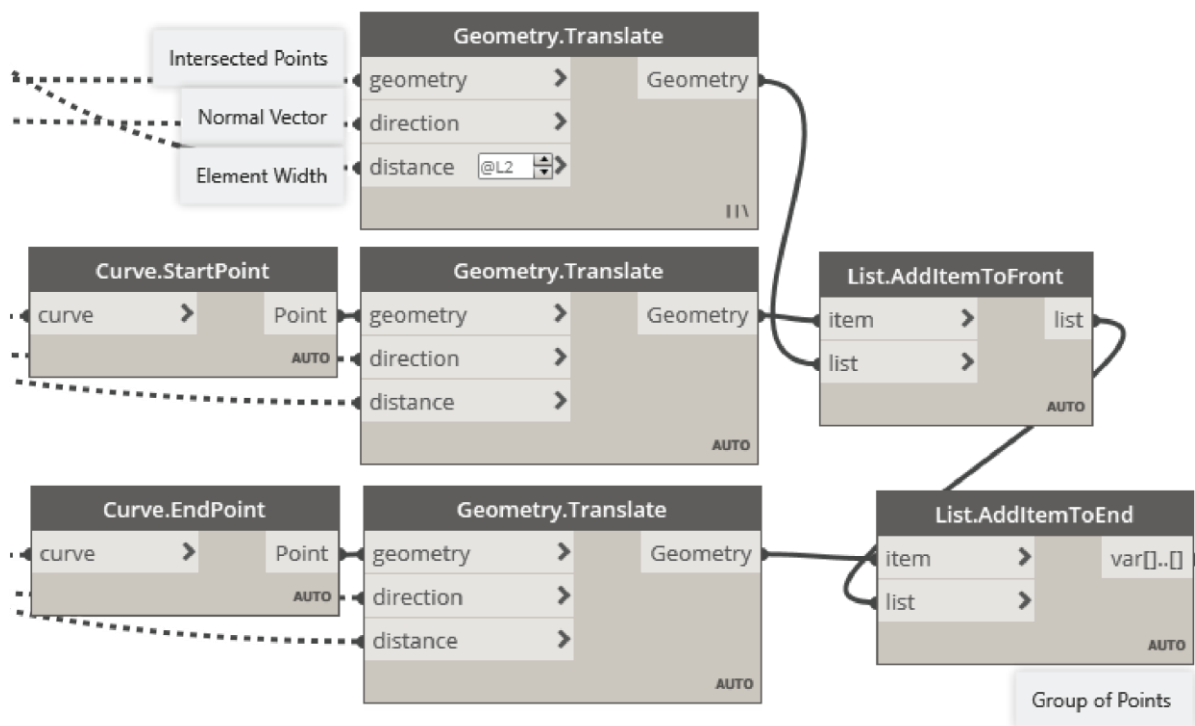 Geometry.Translate
Intersected Points
geometry
Geometry
Normal Vector
direction
Element Width
distance @L2
Curve.StartPoint
curve Point
AUTO
Geometry.Translate
geometry Geometry
direction
distance
AUTO
List.AddItemToFront
item list
list
AUTO
Curve.EndPoint
curve Point
AUTO
Geometry.Translate
geometry Geometry
direction
distance
AUTO
List.AddItemToEnd
item var[]..[]
list
AUTO
Group of Points